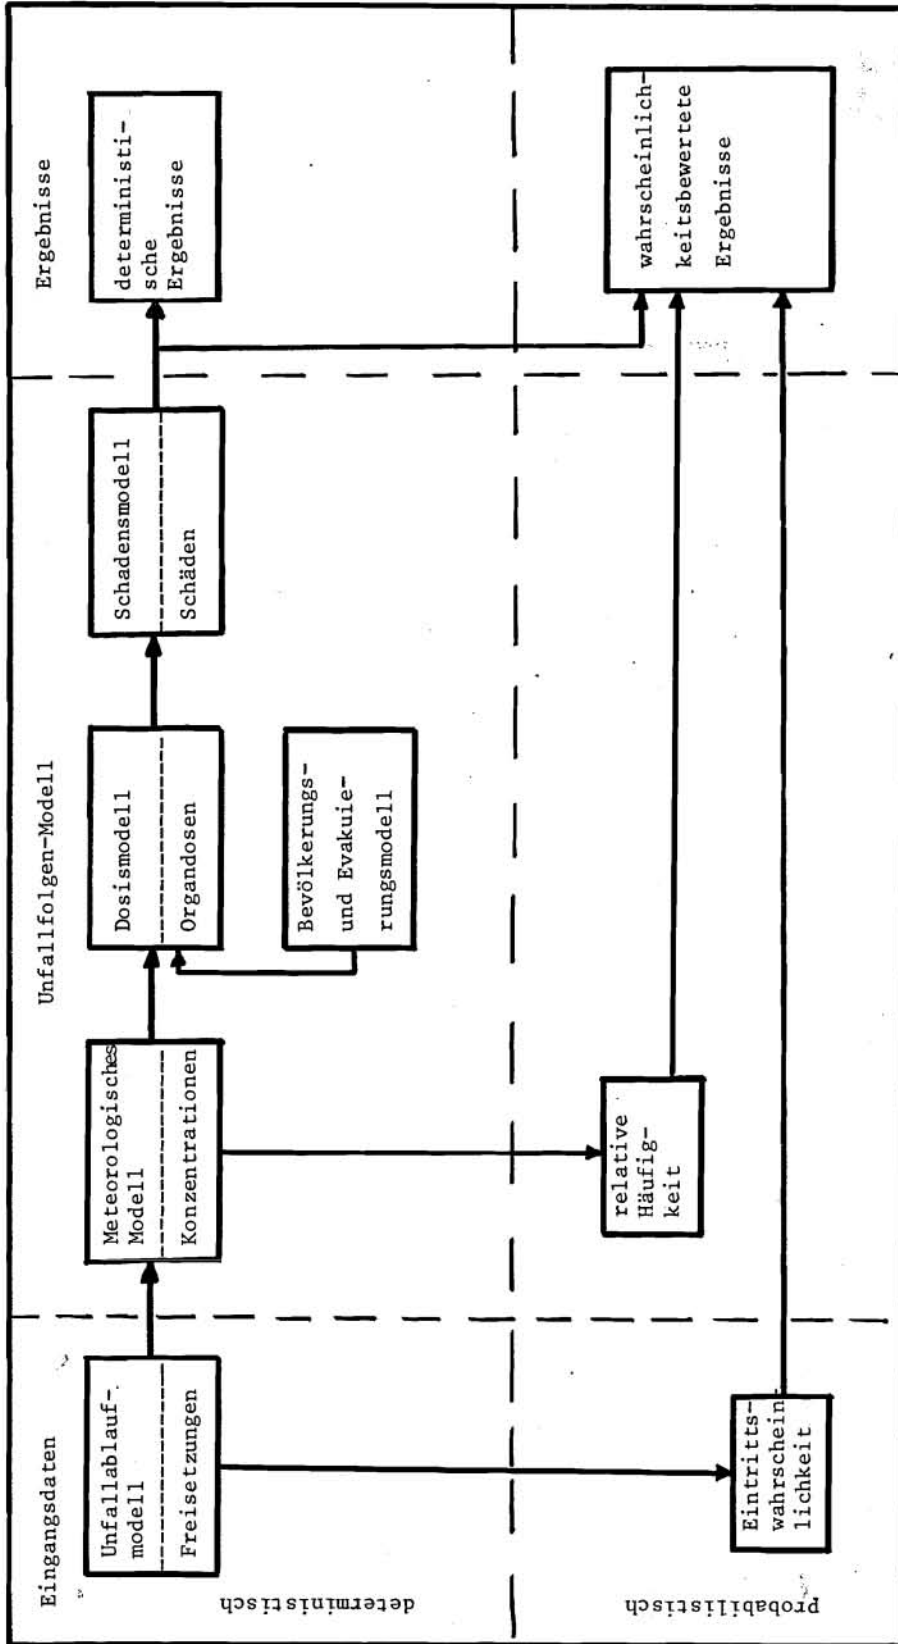 Eingangsdaten
Unfallfolgen-Modell
Ergebnisse
Unfallablauf-
modell
Freisetzungen
Meteorologisches
Modell
Konzentrationen
Dosismodell
Organdosen
Schadensmodell
Schäden
determinist​i-
sche
Ergebnisse
Bevölkerungs-
und Evakuie-
rungsmodell
deterministisch
relative
Häufig-
keit
wahrscheinlich-
keitsbewertete
Ergebnisse
Eintritts-
wahrschein-
lichkeit
probabilistisch